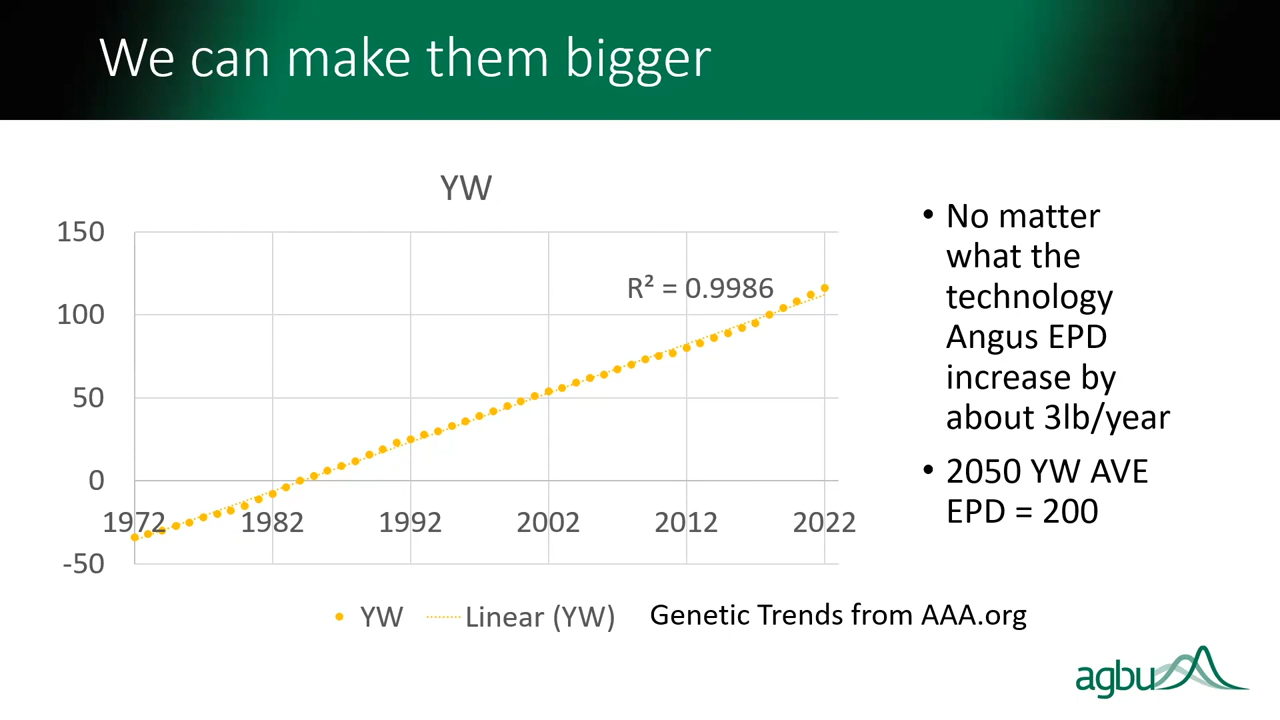 We can make them bigger
YW
150
100
50
0
-50
R² = 0.9986
1972
1982
1992
2002
2012
2022
YW
Linear (YW)
Genetic Trends from AAA.org
• No matter
what the
technology
Angus EPD
increase by
about 3lb/year
• 2050 YW AVE
EPD = 200
agbu